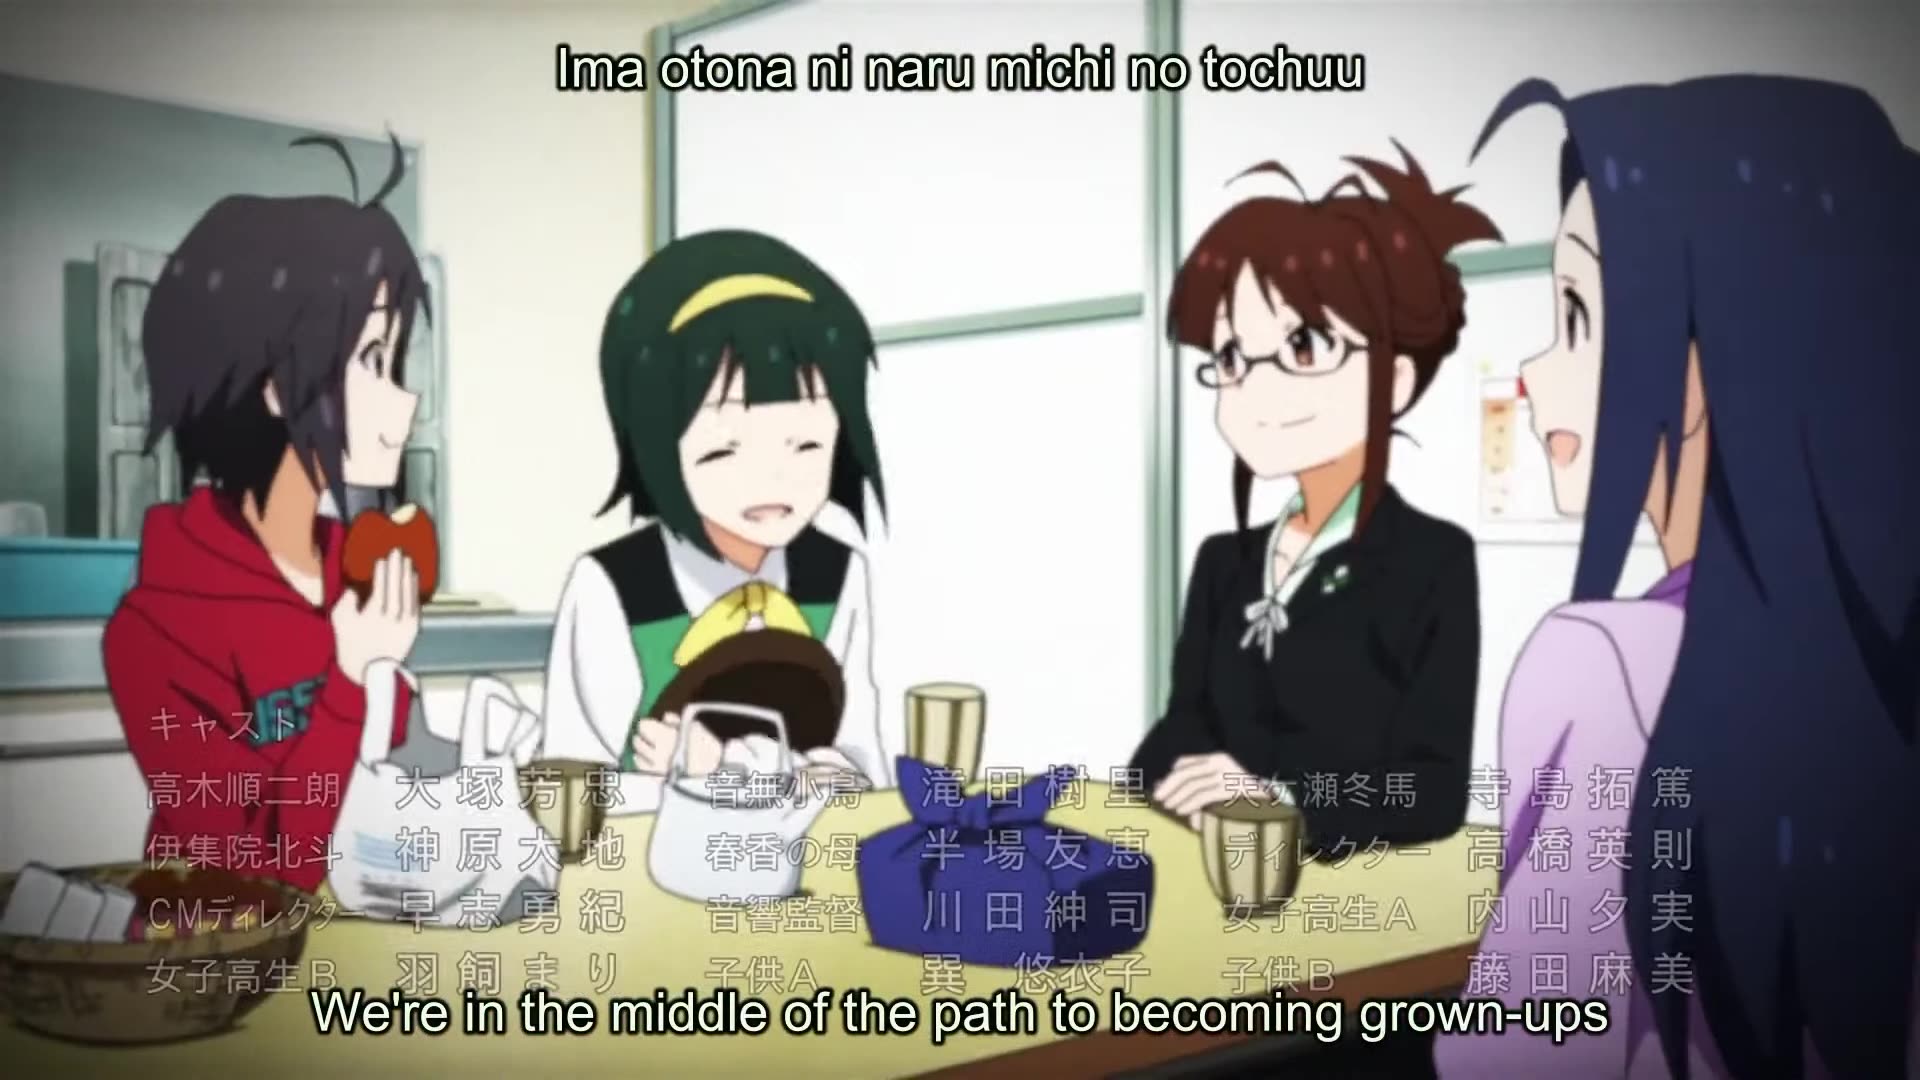 Ima otona ni naru michi no tochuu
キャスト
高木順二朗 大塚芳忠 音無小鳥 滝田樹里 天ヶ瀬冬馬 寺島拓篤
伊集院北斗 神原大地 春香の母 半場友恵 ディレクター 高橋英則
CMディレクター 早志勇紀 音響監督 川田紳司 女子高生A 内山夕実
女子高生B 羽飼まり 子供A 巽悠衣子 子供B 藤田麻美
We're in the middle of the path to becoming grown-ups